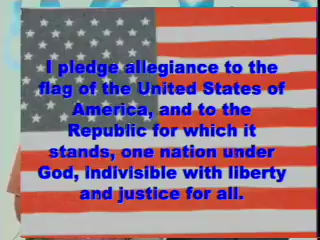 I pledge allegiance to the
flag of the United States of
America, and to the
Republic for which it
stands, one nation under
God, indivisible with liberty
and justice for all.